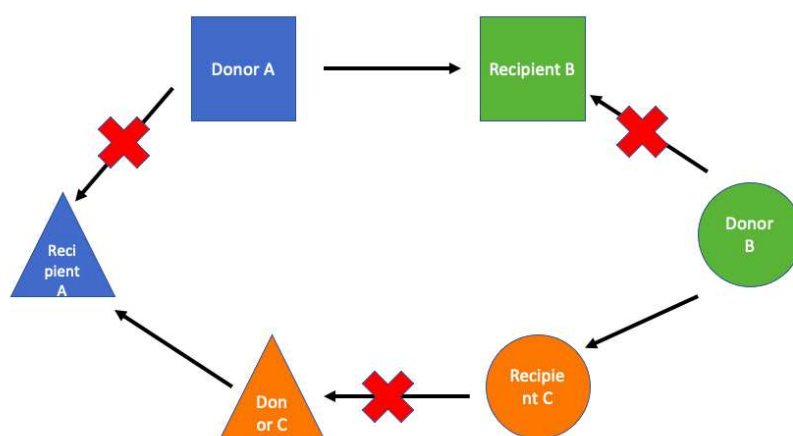 Donor A
Recipient B
Donor
B
Reci
pient
A
Recipie
nt C
Don
or C